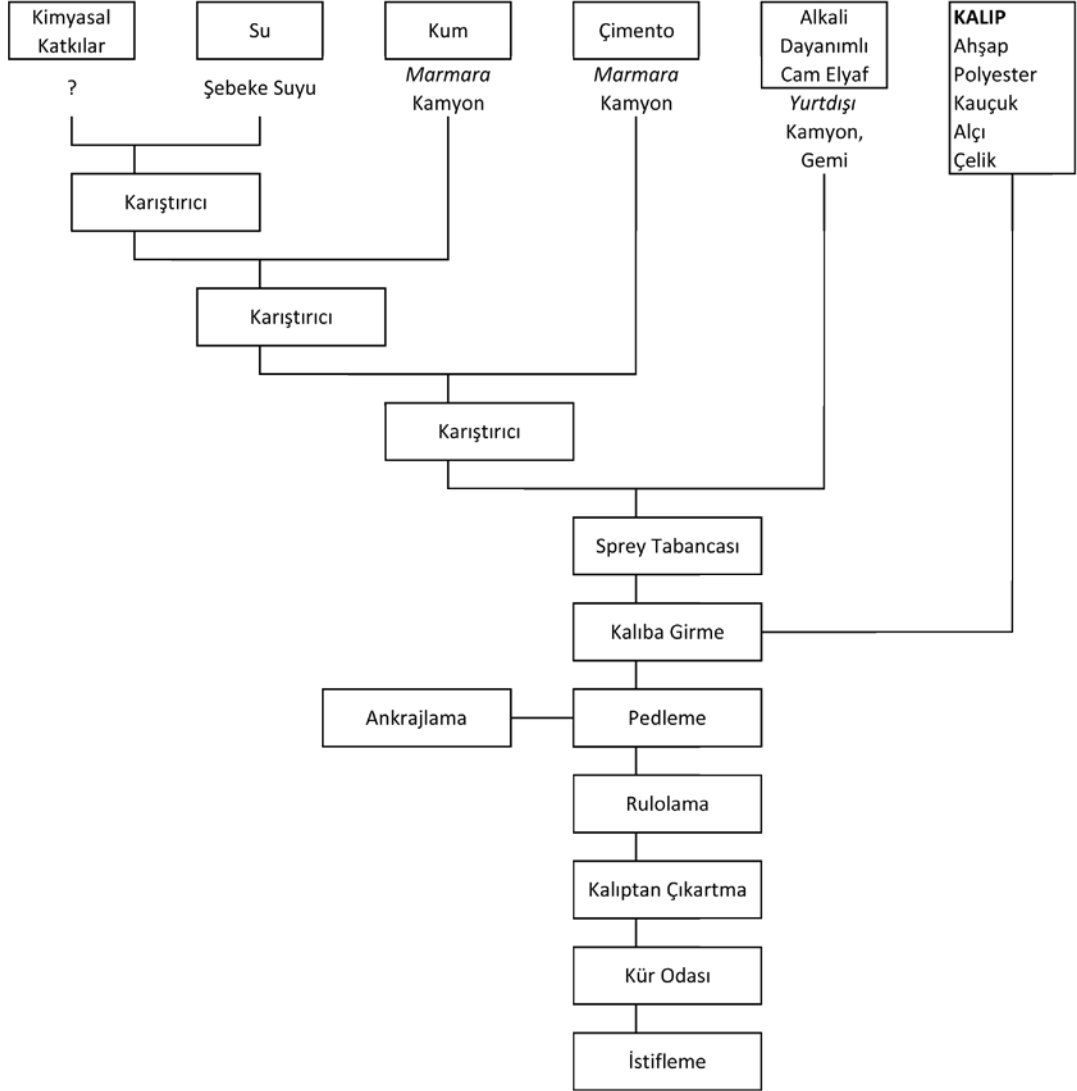 Kimyasal
Katkılar
?
Su
Şebeke Suyu
Kum
Marmara
Kamyon
Çimento
Marmara
Kamyon
Alkali
Dayanımlı
Cam Elyaf
Yurtdışı
Kamyon,
Gemi
KALIP
Ahşap
Polyester
Kauçuk
Alçı
Çelik
Karıştırıcı
Karıştırıcı
Karıştırıcı
Sprey Tabancası
Kalıba Girme
Ankrajlama
Pedleme
Rulolama
Kalıptan Çıkartma
Kür Odası
İstifleme